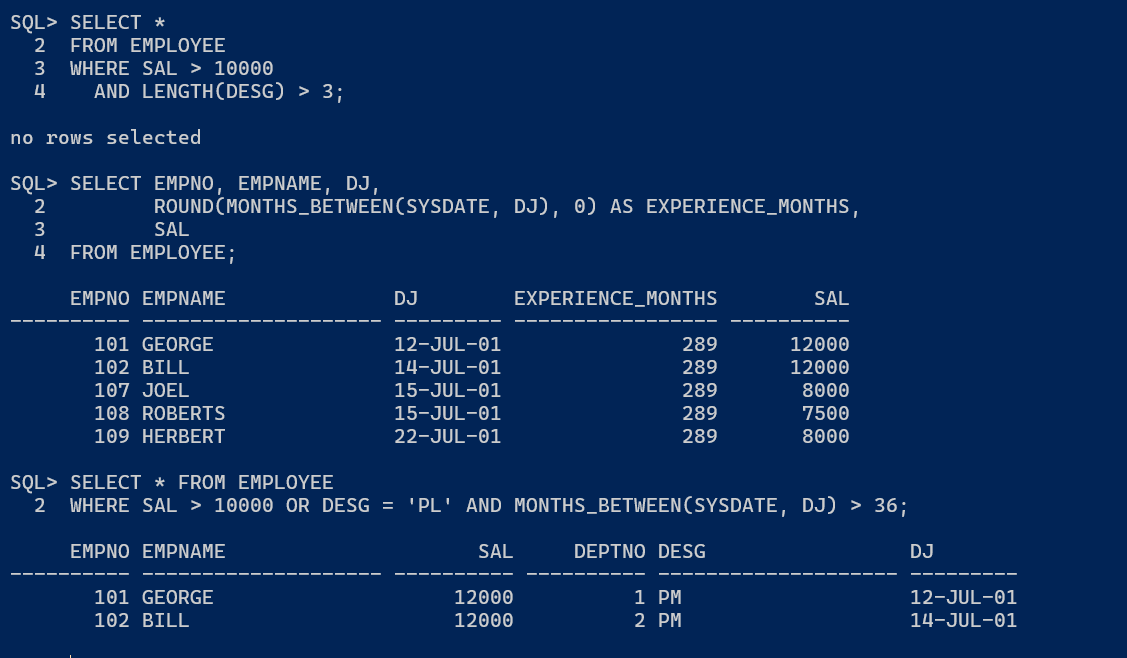 SQL> SELECT *
  2  FROM EMPLOYEE
  3  WHERE SAL > 10000
  4    AND LENGTH(DESG) > 3;
no rows selected
SQL> SELECT EMPNO, EMPNAME, DJ,
  2         ROUND(MONTHS_BETWEEN(SYSDATE, DJ), 0) AS EXPERIENCE_MONTHS,
  3         SAL
  4  FROM EMPLOYEE;
     EMPNO EMPNAME              DJ        EXPERIENCE_MONTHS        SAL
---------- -------------------- --------- ----------------- ----------
       101 GEORGE               12-JUL-01               289      12000
       102 BILL                 14-JUL-01               289      12000
       107 JOEL                 15-JUL-01               289       8000
       108 ROBERTS              15-JUL-01               289       7500
       109 HERBERT              22-JUL-01               289       8000
SQL> SELECT * FROM EMPLOYEE
  2  WHERE SAL > 10000 OR DESG = 'PL' AND MONTHS_BETWEEN(SYSDATE, DJ) > 36;
     EMPNO EMPNAME                     SAL     DEPTNO DESG                 DJ
---------- -------------------- ---------- ---------- -------------------- ---------
       101 GEORGE                    12000          1 PM                   12-JUL-01
       102 BILL                      12000          2 PM                   14-JUL-01